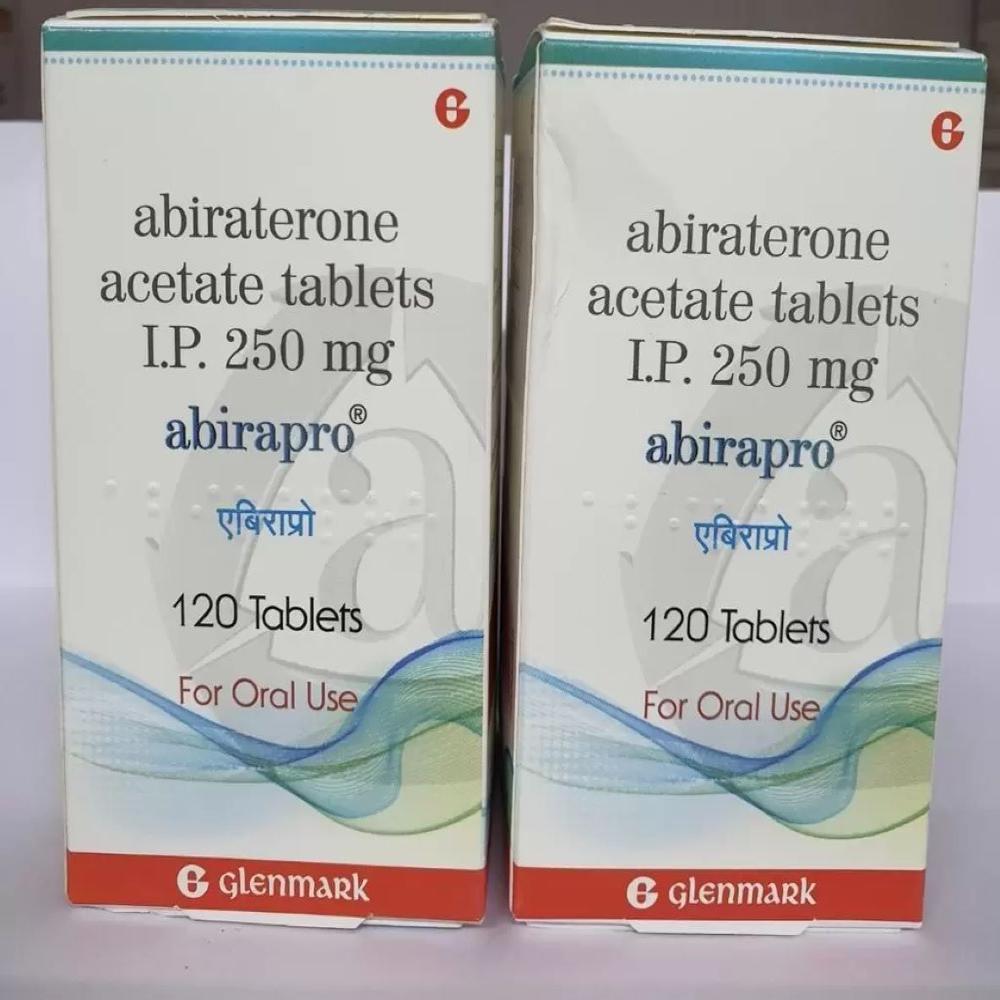 abiraterone
acetate tablets
I.P. 250 mg
abirapro®
एबिराप्रो
120 Tablets
For Oral Use
GLENMARK
abiraterone
acetate tablets
I.P. 250 mg
abirapro®
एबिराप्रो
120 Tablets
For Oral Use
GLENMARK